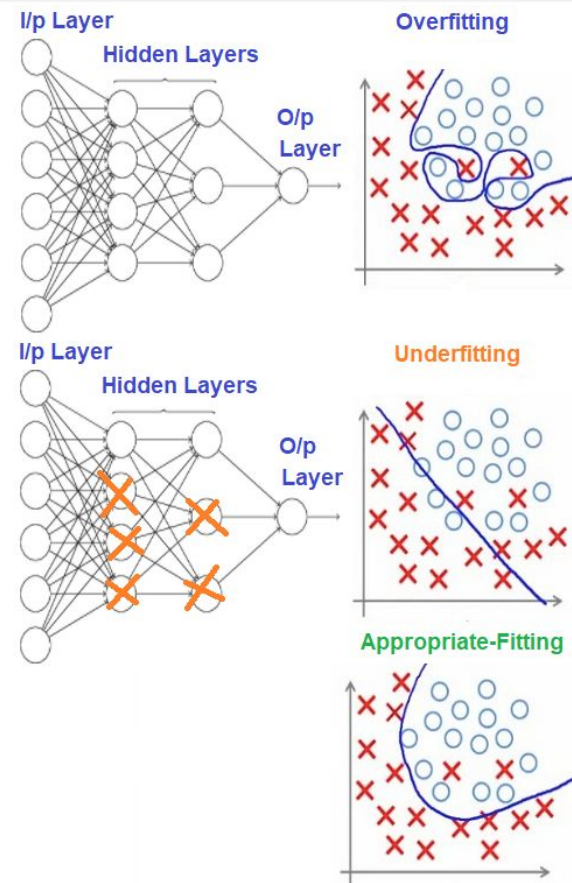 I/p Layer
Overfitting
Hidden Layers
O/p
Layer
I/p Layer
Underfitting
Hidden Layers
O/p
Layer
Appropriate-Fitting